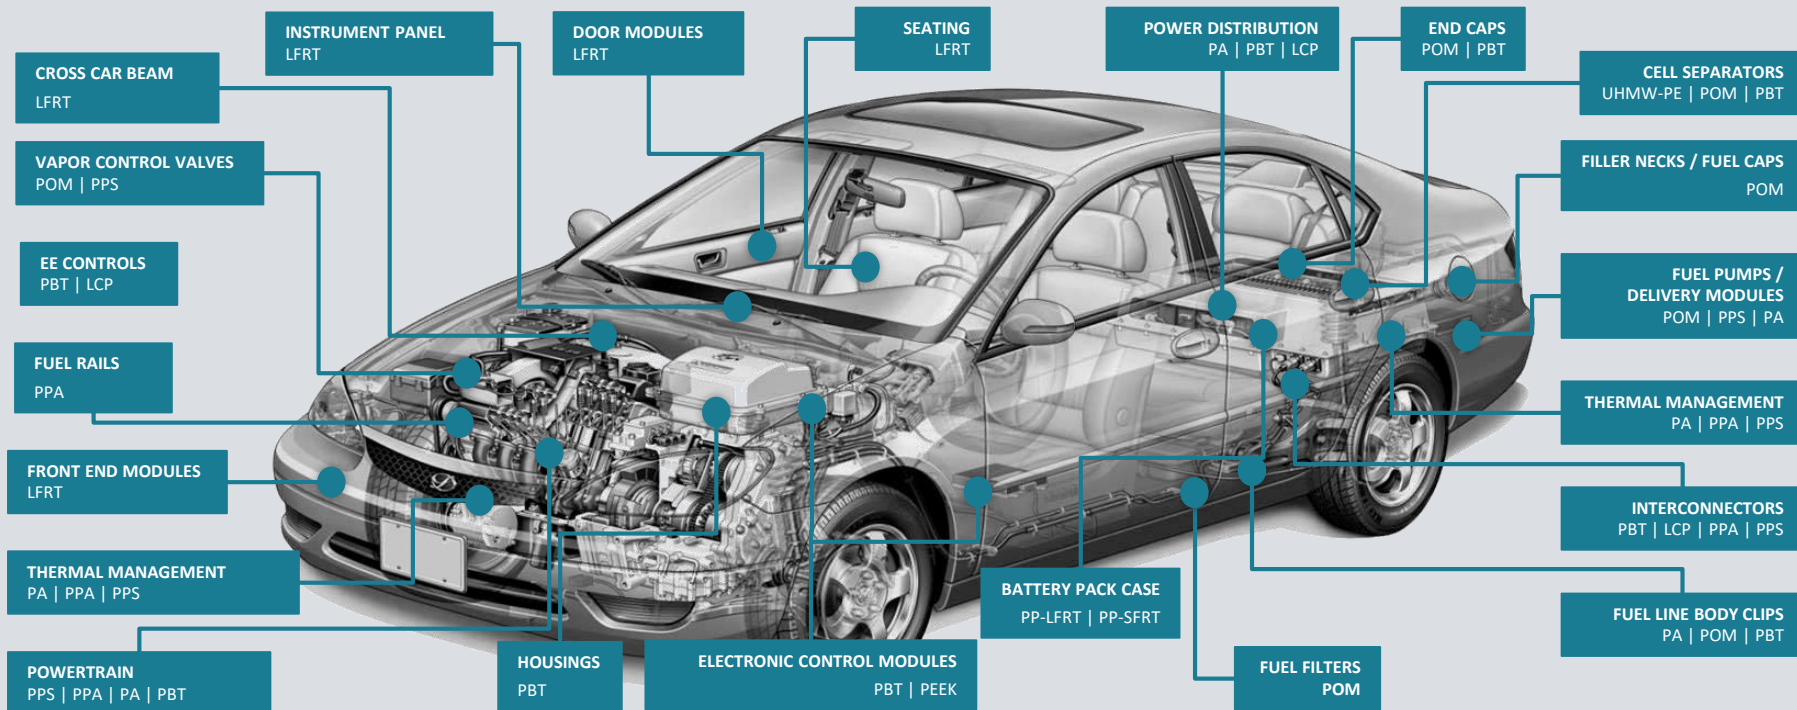 INSTRUMENT PANEL
LFRT
DOOR MODULES
LFRT
SEATING
LFRT
POWER DISTRIBUTION
PA | PBT | LCP
END CAPS
POM | PBT
CROSS CAR BEAM
LFRT
CELL SEPARATORS
UHMW-PE | POM | PBT
VAPOR CONTROL VALVES
POM | PPS
FILLER NECKS / FUEL CAPS
POM
EE CONTROLS
PBT | LCP
FUEL PUMPS /
DELIVERY MODULES
POM | PPS | PA
FUEL RAILS
PPA
THERMAL MANAGEMENT
PA | PPA | PPS
FRONT END MODULES
LFRT
INTERCONNECTORS
PBT | LCP | PPA | PPS
THERMAL MANAGEMENT
PA | PPA | PPS
BATTERY PACK CASE
PP-LFRT | PP-SFRT
FUEL LINE BODY CLIPS
PA | POM | PBT
POWERTRAIN
PPS | PPA | PA | PBT
HOUSINGS
PBT
ELECTRONIC CONTROL MODULES
PBT | PEEK
FUEL FILTERS
POM